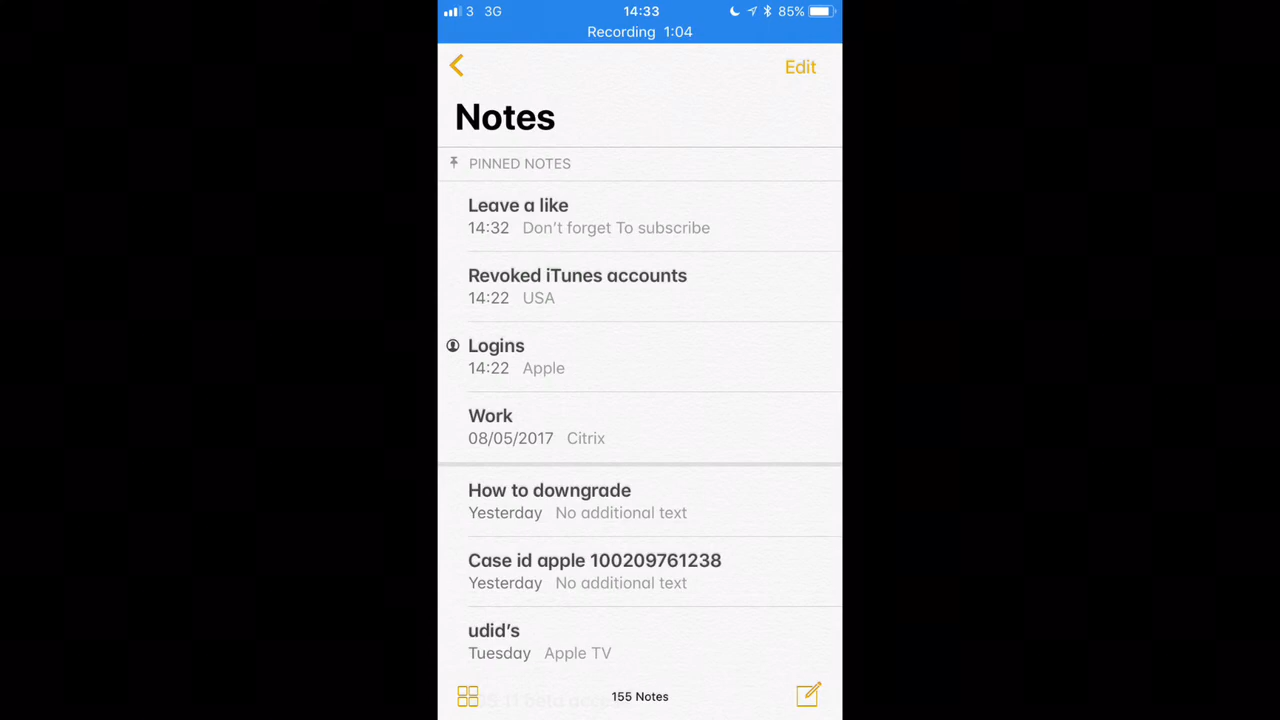 3 3G 14:33 85%
Recording 1:04
Edit
Notes
PINNED NOTES
Leave a like
14:32 Don't forget To subscribe
Revoked iTunes accounts
14:22 USA
Logins
14:22 Apple
Work
08/05/2017 Citrix
How to downgrade
Yesterday No additional text
Case id apple 100209761238
Yesterday No additional text
udid's
Tuesday Apple TV
155 Notes